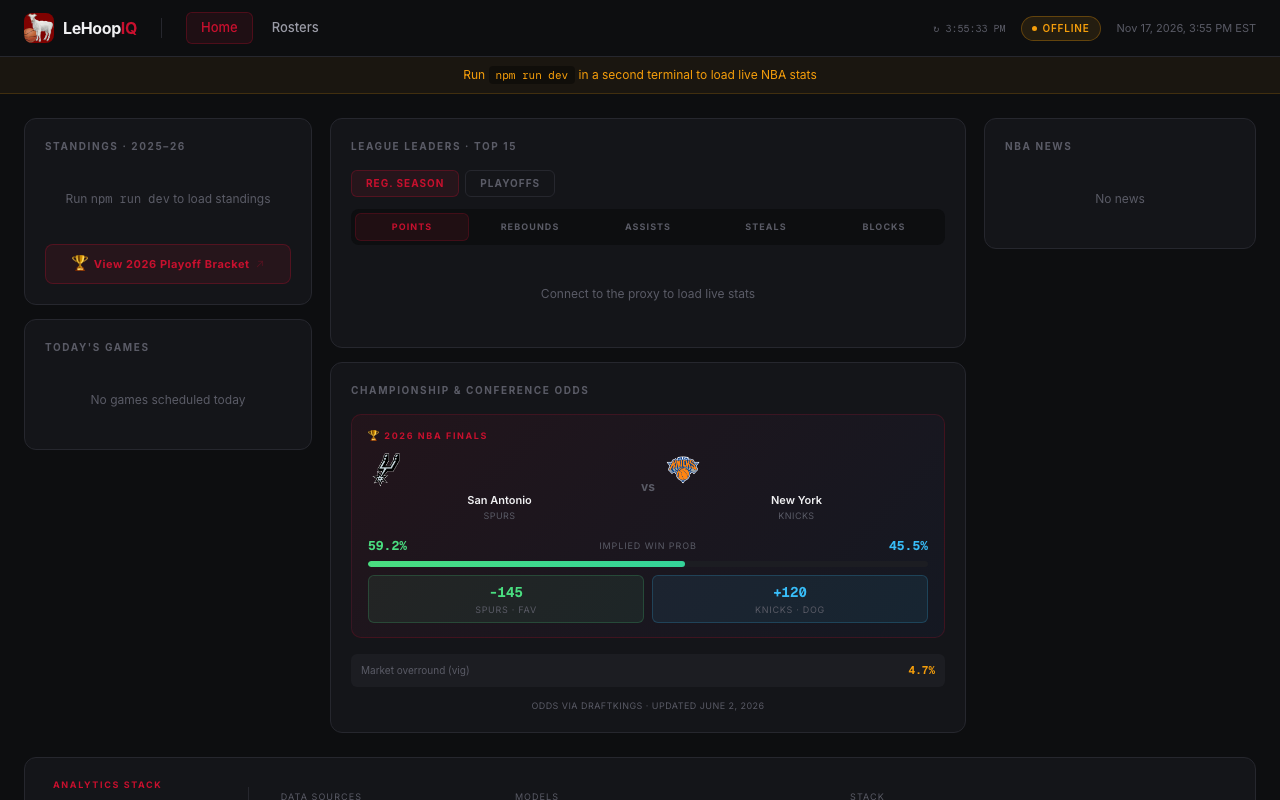 LeHoopIQ
Home
Rosters
↻ 3:55:33 PM
OFFLINE
Nov 17, 2026, 3:55 PM EST
Run npm run dev in a second terminal to load live NBA stats
STANDINGS · 2025–26
Run npm run dev to load standings
🏆 View 2026 Playoff Bracket
TODAY'S GAMES
No games scheduled today
LEAGUE LEADERS · TOP 15
REG. SEASON
PLAYOFFS
POINTS
REBOUNDS
ASSISTS
STEALS
BLOCKS
Connect to the proxy to load live stats
CHAMPIONSHIP & CONFERENCE ODDS
🏆 2026 NBA FINALS
San Antonio
SPURS
VS
New York
KNICKS
59.2%
IMPLIED WIN PROB
45.5%
-145
SPURS · FAV
+120
KNICKS · DOG
Market overround (vig)
4.7%
ODDS VIA DRAFTKINGS · UPDATED JUNE 2, 2026
NBA NEWS
No news
ANALYTICS STACK
DATA SOURCES
MODELS
STACK